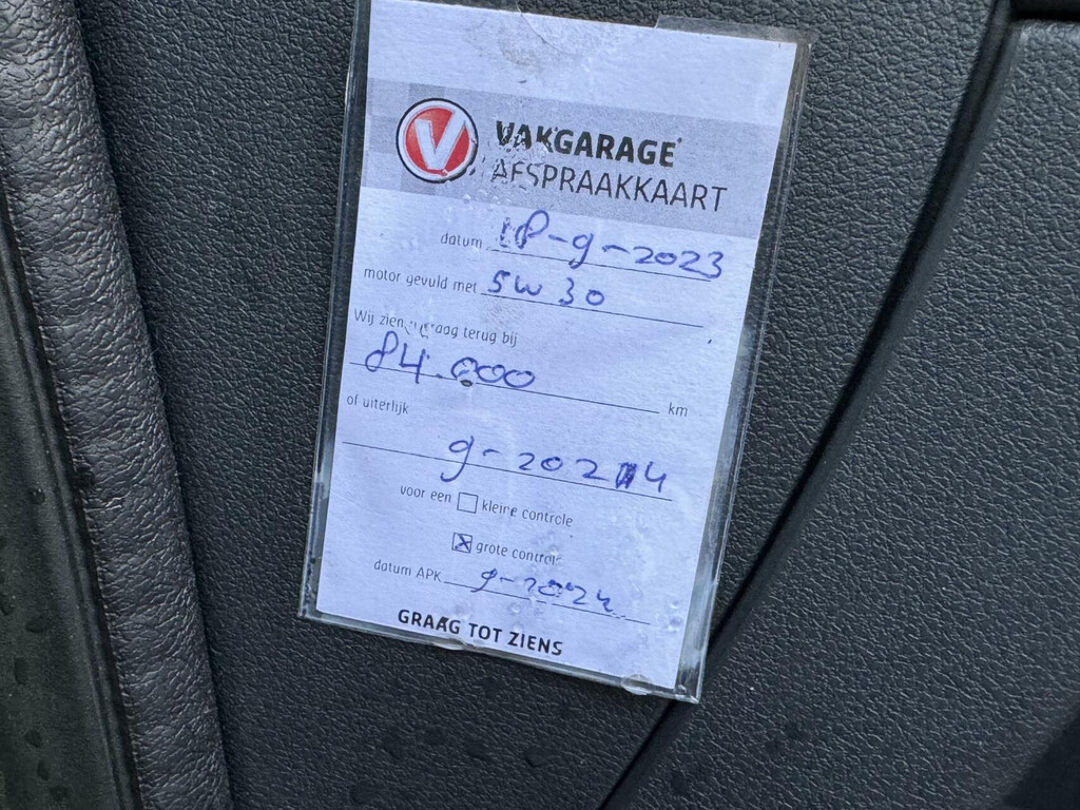 V VAKGARAGE®
AFSPRAAKKAART
datum 18-9-2023
motor gevuld met 5W30
Wij zien u graag terug bij
84.000 km
of uiterlijk
9-2024
voor een kleine controle
grote controle
datum APK 9-2024
GRAAG TOT ZIENS